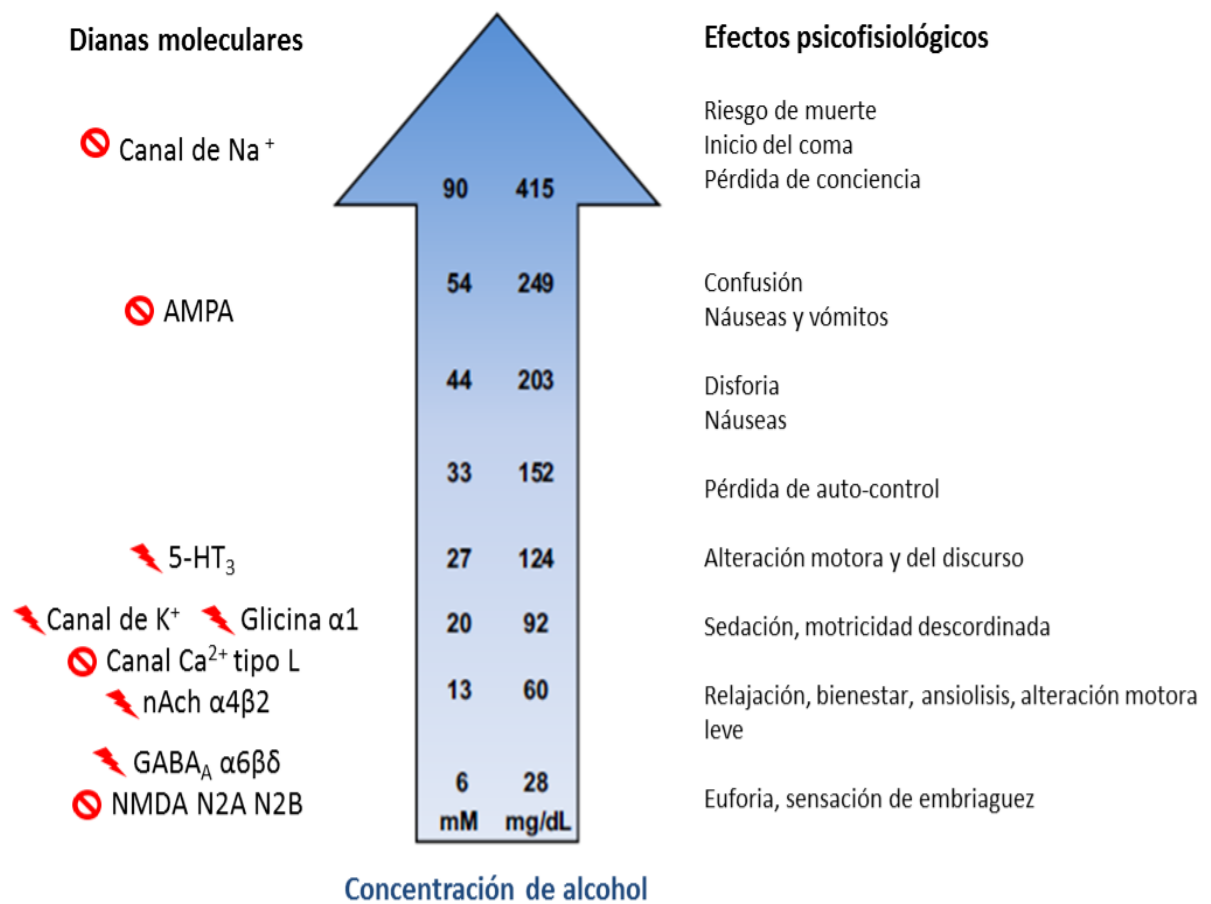 Dianas moleculares
Efectos psicofisiológicos
Canal de Na⁺
90 415
Riesgo de muerte
Inicio del coma
Pérdida de conciencia
AMPA
54 249
Confusión
Náuseas y vómitos
44 203
Disforia
Náuseas
33 152
Pérdida de auto-control
5-HT₃
27 124
Alteración motora y del discurso
Canal de K⁺ Glicina α1
20 92
Sedación, motricidad descordinada
Canal Ca²⁺ tipo L
nAch α4β2
13 60
Relajación, bienestar, ansiolisis, alteración motora
leve
GABA_A α6βδ
NMDA N2A N2B
6 28
mM mg/dL
Euforia, sensación de embriaguez
Concentración de alcohol